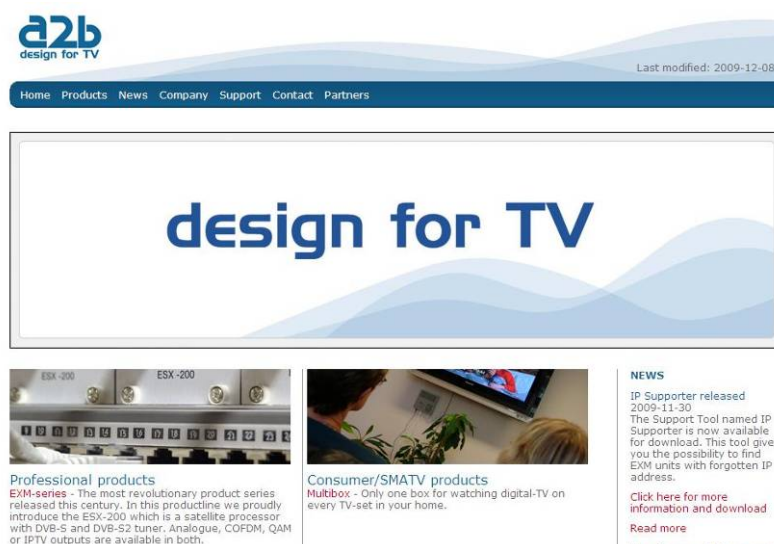 a2b
design for TV
Last modified: 2009-12-08
Home Products News Company Support Contact Partners
design for TV
ESX -200
ESX -200
Professional products
EXM-series - The most revolutionary product series
released this century. In this productline we proudly
introduce the ESX-200 which is a satellite processor
with DVB-S and DVB-S2 tuner. Analogue, COFDM, QAM
or IPTV outputs are available in both.
Consumer/SMATV products
Multibox - Only one box for watching digital-TV on
every TV-set in your home.
NEWS
IP Supporter released
2009-11-30
The Support Tool named IP
Supporter is now available
for download. This tool give
you the possibility to find
EXM units with forgotten IP
address.
Click here for more
information and download
Read more